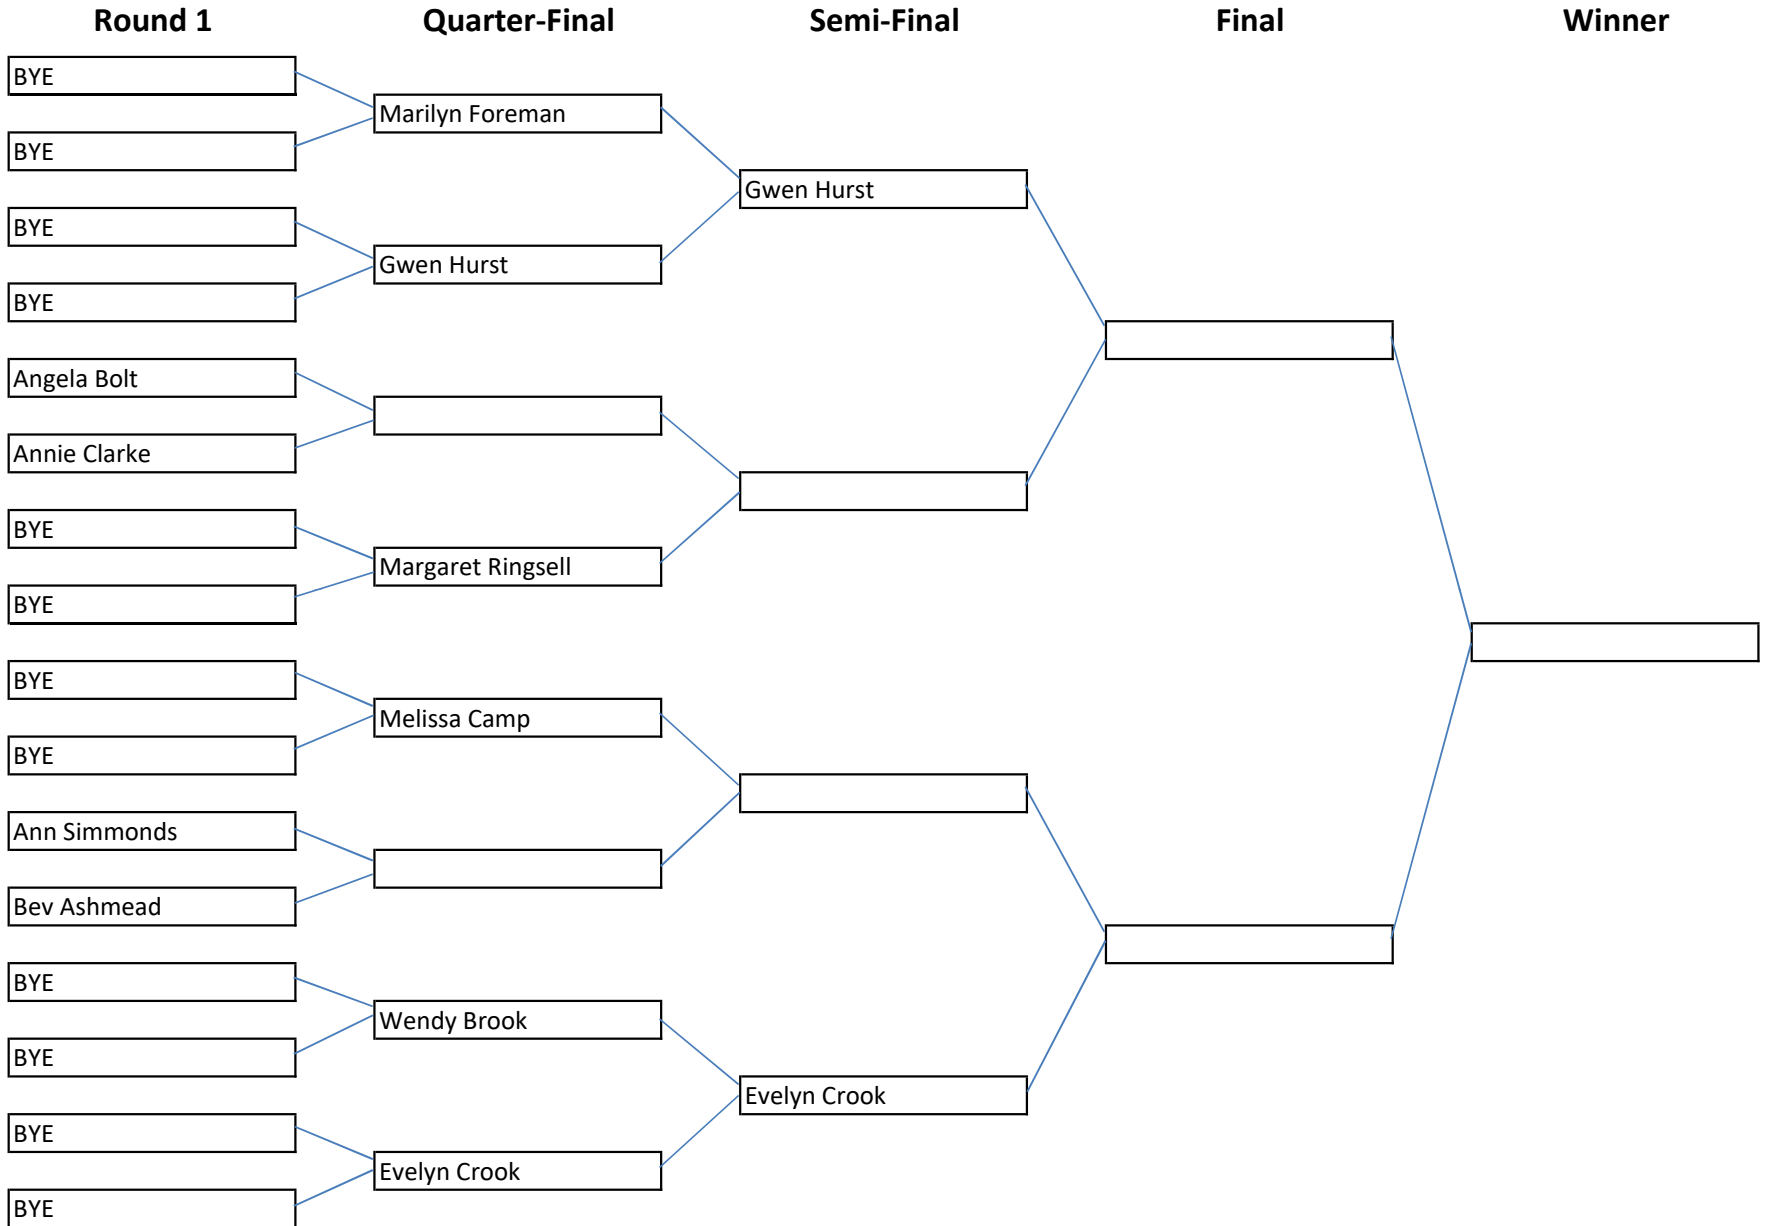 Round 1 Quarter-Final Semi-Final Final Winner
BYE
Marilyn Foreman
BYE
Gwen Hurst
BYE
Gwen Hurst
BYE
Angela Bolt
Annie Clarke
BYE
Margaret Ringsell
BYE
BYE
Melissa Camp
BYE
Ann Simmonds
Bev Ashmead
BYE
Wendy Brook
BYE
Evelyn Crook
BYE
Evelyn Crook
BYE